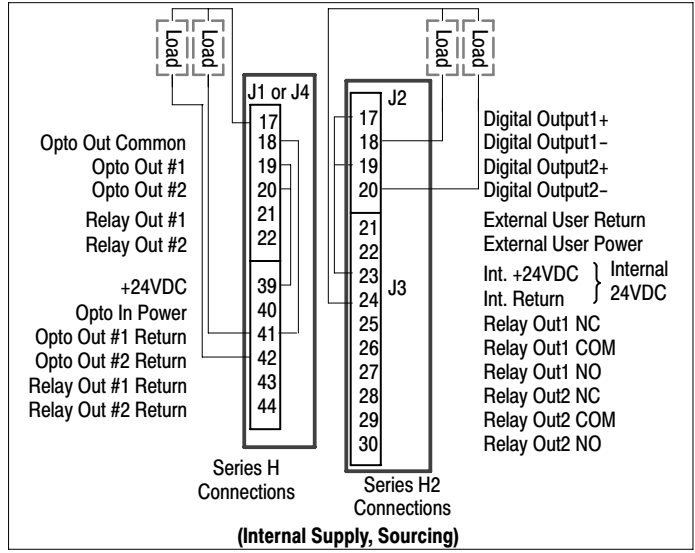 Load
Load
Load
Load
J1 or J4
17
18
19
20
21
22
39
40
41
42
43
44
Opto Out Common
Opto Out #1
Opto Out #2
Relay Out #1
Relay Out #2
+24VDC
Opto In Power
Opto Out #1 Return
Opto Out #2 Return
Relay Out #1 Return
Relay Out #2 Return
Series H
Connections
J2
17
18
19
20
21
22
23
24
25
26
27
28
29
30
J3
Digital Output1+
Digital Output1–
Digital Output2+
Digital Output2–
External User Return
External User Power
Int. +24VDC
Int. Return
} Internal
24VDC
Relay Out1 NC
Relay Out1 COM
Relay Out1 NO
Relay Out2 NC
Relay Out2 COM
Relay Out2 NO
Series H2
Connections
(Internal Supply, Sourcing)